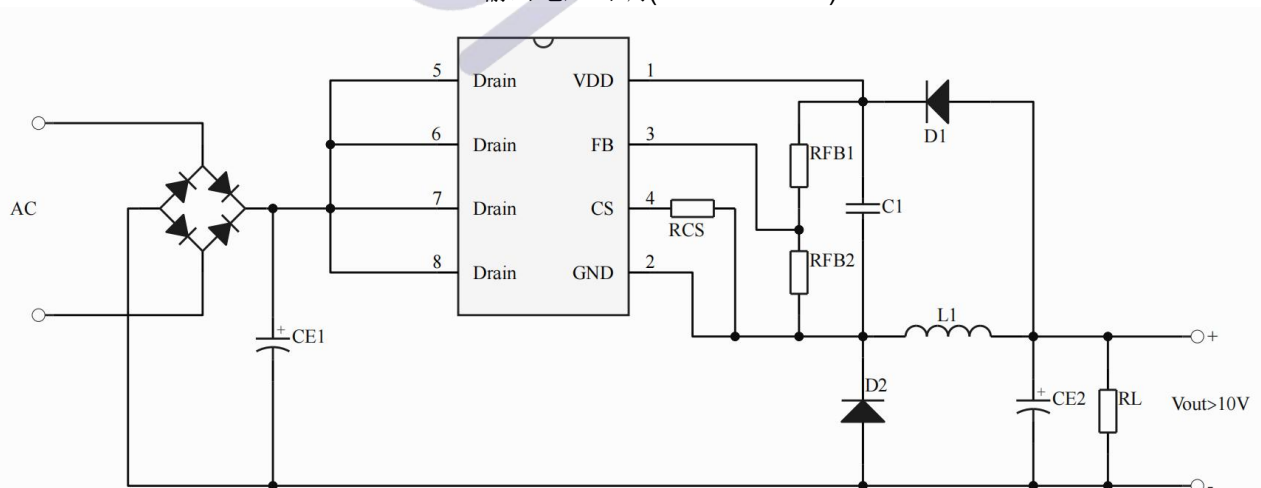 5 Drain VDD 1
6 Drain FB 3
7 Drain CS 4
8 Drain GND 2
AC
D1
RFB1
C1
RCS
RFB2
L1
+
+ CE1
D2
+ CE2
RL
Vout>10V
-